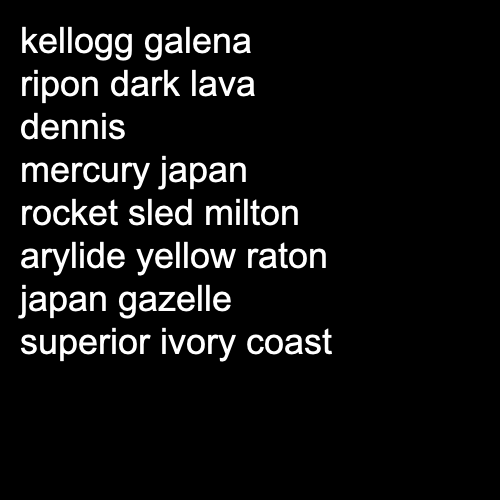 kellogg galena
ripon dark lava
dennis
mercury japan
rocket sled milton
arylide yellow raton
japan gazelle
superior ivory coast